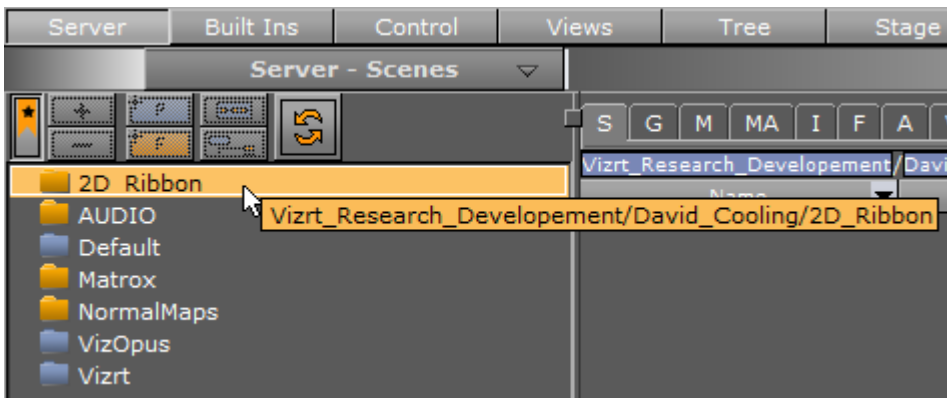 Server Built Ins Control Views Tree Stage
Server - Scenes
S G M MA I F A
Vizrt_Research_Developement/Davi
2D_Ribbon
Vizrt_Research_Developement/David_Cooling/2D_Ribbon
AUDIO
Default
Matrox
NormalMaps
VizOpus
Vizrt